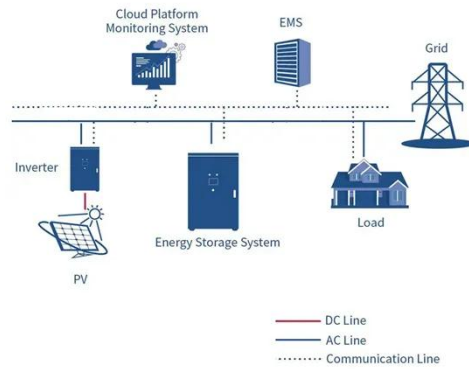 Cloud Platform
Monitoring System
EMS
Grid
Inverter
Energy Storage System
Load
PV
DC Line
AC Line
Communication Line